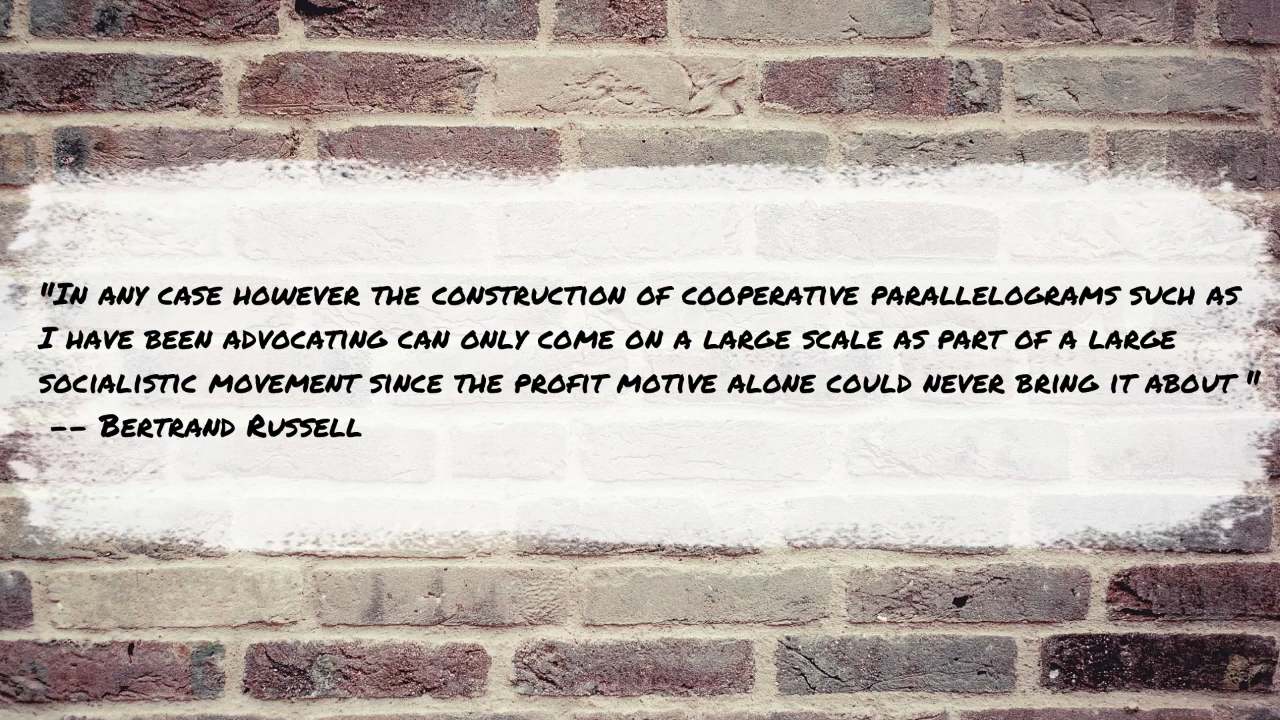 "In any case however the construction of cooperative parallelograms such as
I have been advocating can only come on a large scale as part of a large
socialistic movement since the profit motive alone could never bring it about "
-- Bertrand Russell